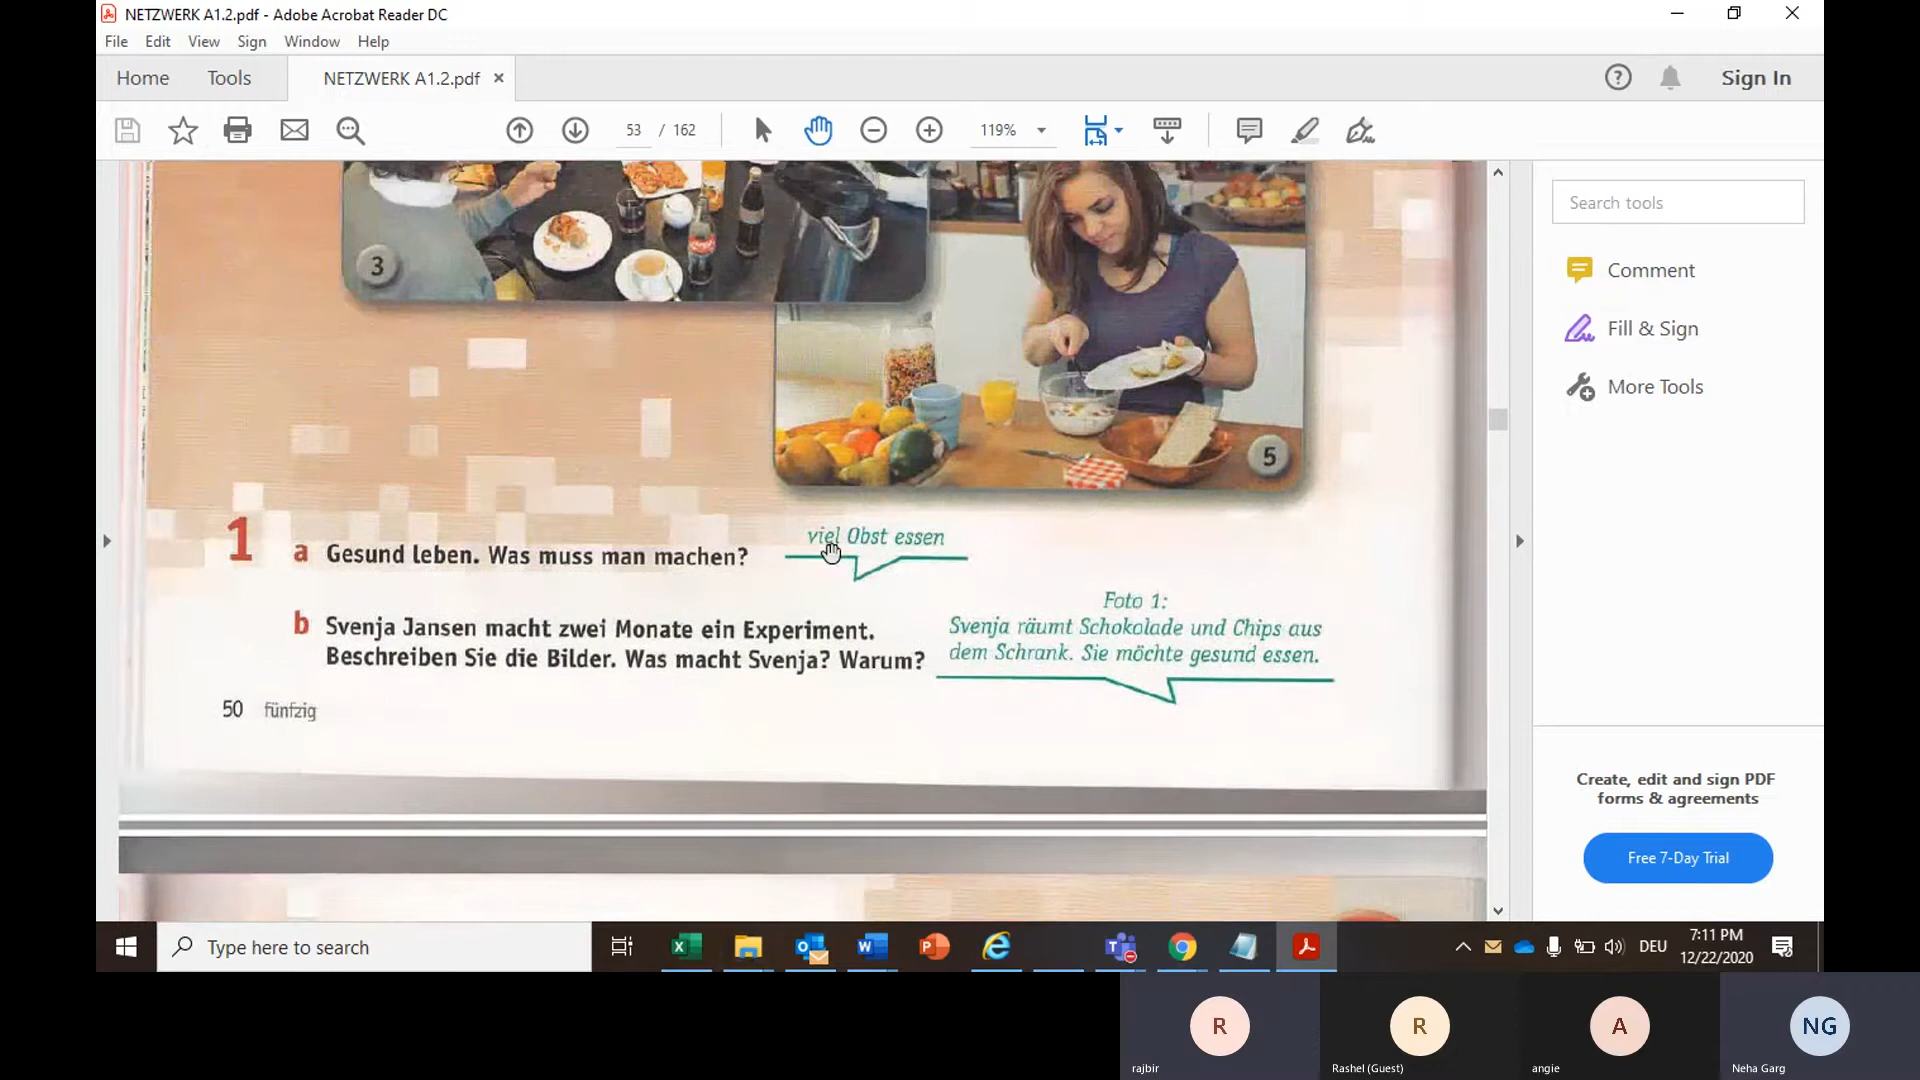 NETZWERK A1.2.pdf - Adobe Acrobat Reader DC
File Edit View Sign Window Help
Home Tools NETZWERK A1.2.pdf × Sign In
53 / 162 119%
Search tools
Comment
Fill & Sign
More Tools
3
5
1 a Gesund leben. Was muss man machen?
viel Obst essen
b Svenja Jansen macht zwei Monate ein Experiment.
Beschreiben Sie die Bilder. Was macht Svenja? Warum?
Foto 1:
Svenja räumt Schokolade und Chips aus
dem Schrank. Sie möchte gesund essen.
50 fünfzig
Create, edit and sign PDF
forms & agreements
Free 7-Day Trial
Type here to search
DEU
7:11 PM
12/22/2020
R R A NG
rajbir Rashel (Guest) angie Neha Garg